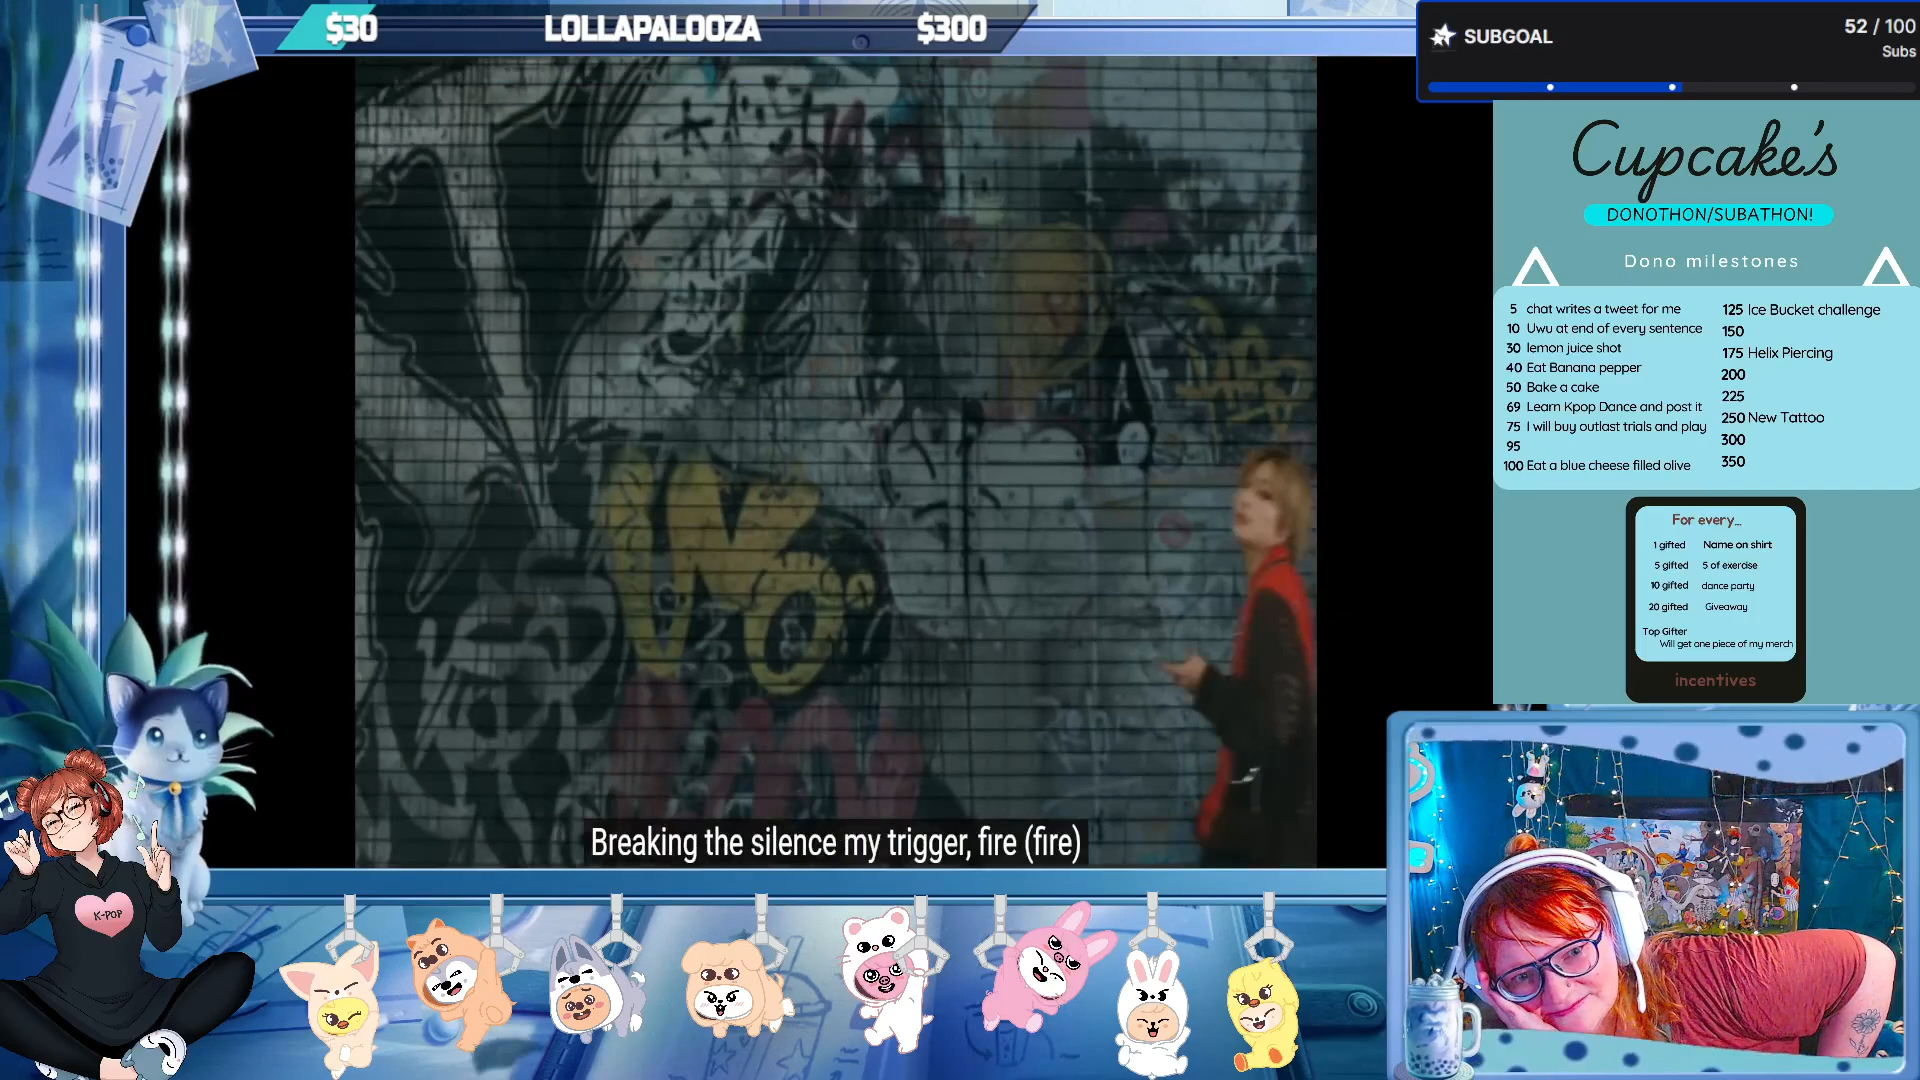 $30 LOLLAPALOOZA $300
SUBGOAL
52 / 100
Subs
Cupcake's
DONOTHON/SUBATHON!
Dono milestones
5 chat writes a tweet for me
10 Uwu at end of every sentence
30 lemon juice shot
40 Eat Banana pepper
50 Bake a cake
69 Learn Kpop Dance and post it
75 I will buy outlast trials and play
95
100 Eat a blue cheese filled olive
125 Ice Bucket challenge
150
175 Helix Piercing
200
225
250 New Tattoo
300
350
For every...
1 gifted Name on shirt
5 gifted 5 of exercise
10 gifted dance party
20 gifted Giveaway
Top Gifter
Will get one piece of my merch
incentives
Breaking the silence my trigger, fire (fire)
K-POP